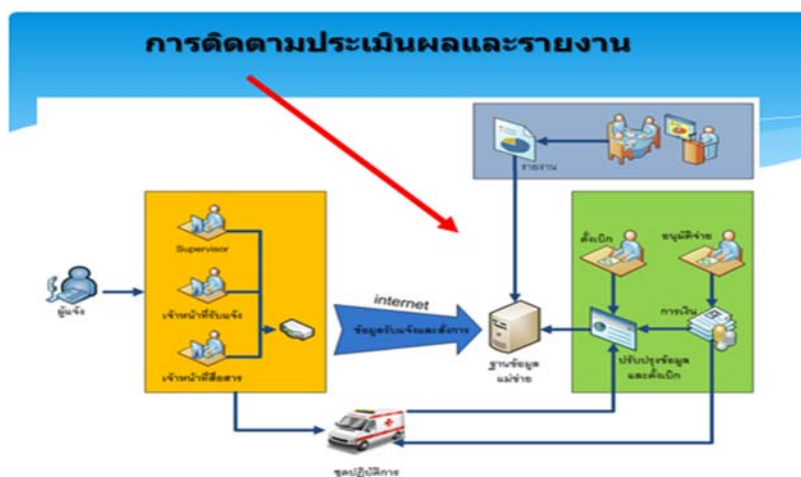 การติดตามประเมินผลและรายงาน
รายงาน
ตั้งเบิก
อนุมัติจ่าย
Supervisor
internet
การเงิน
ผู้แจ้ง
เจ้าหน้าที่รับแจ้ง
ข้อมูลรับแจ้งและสั่งการ
ฐานข้อมูล
แม่ข่าย
ปรับปรุงข้อมูล
และตั้งเบิก
เจ้าหน้าที่สื่อสาร
ชุดปฏิบัติการ